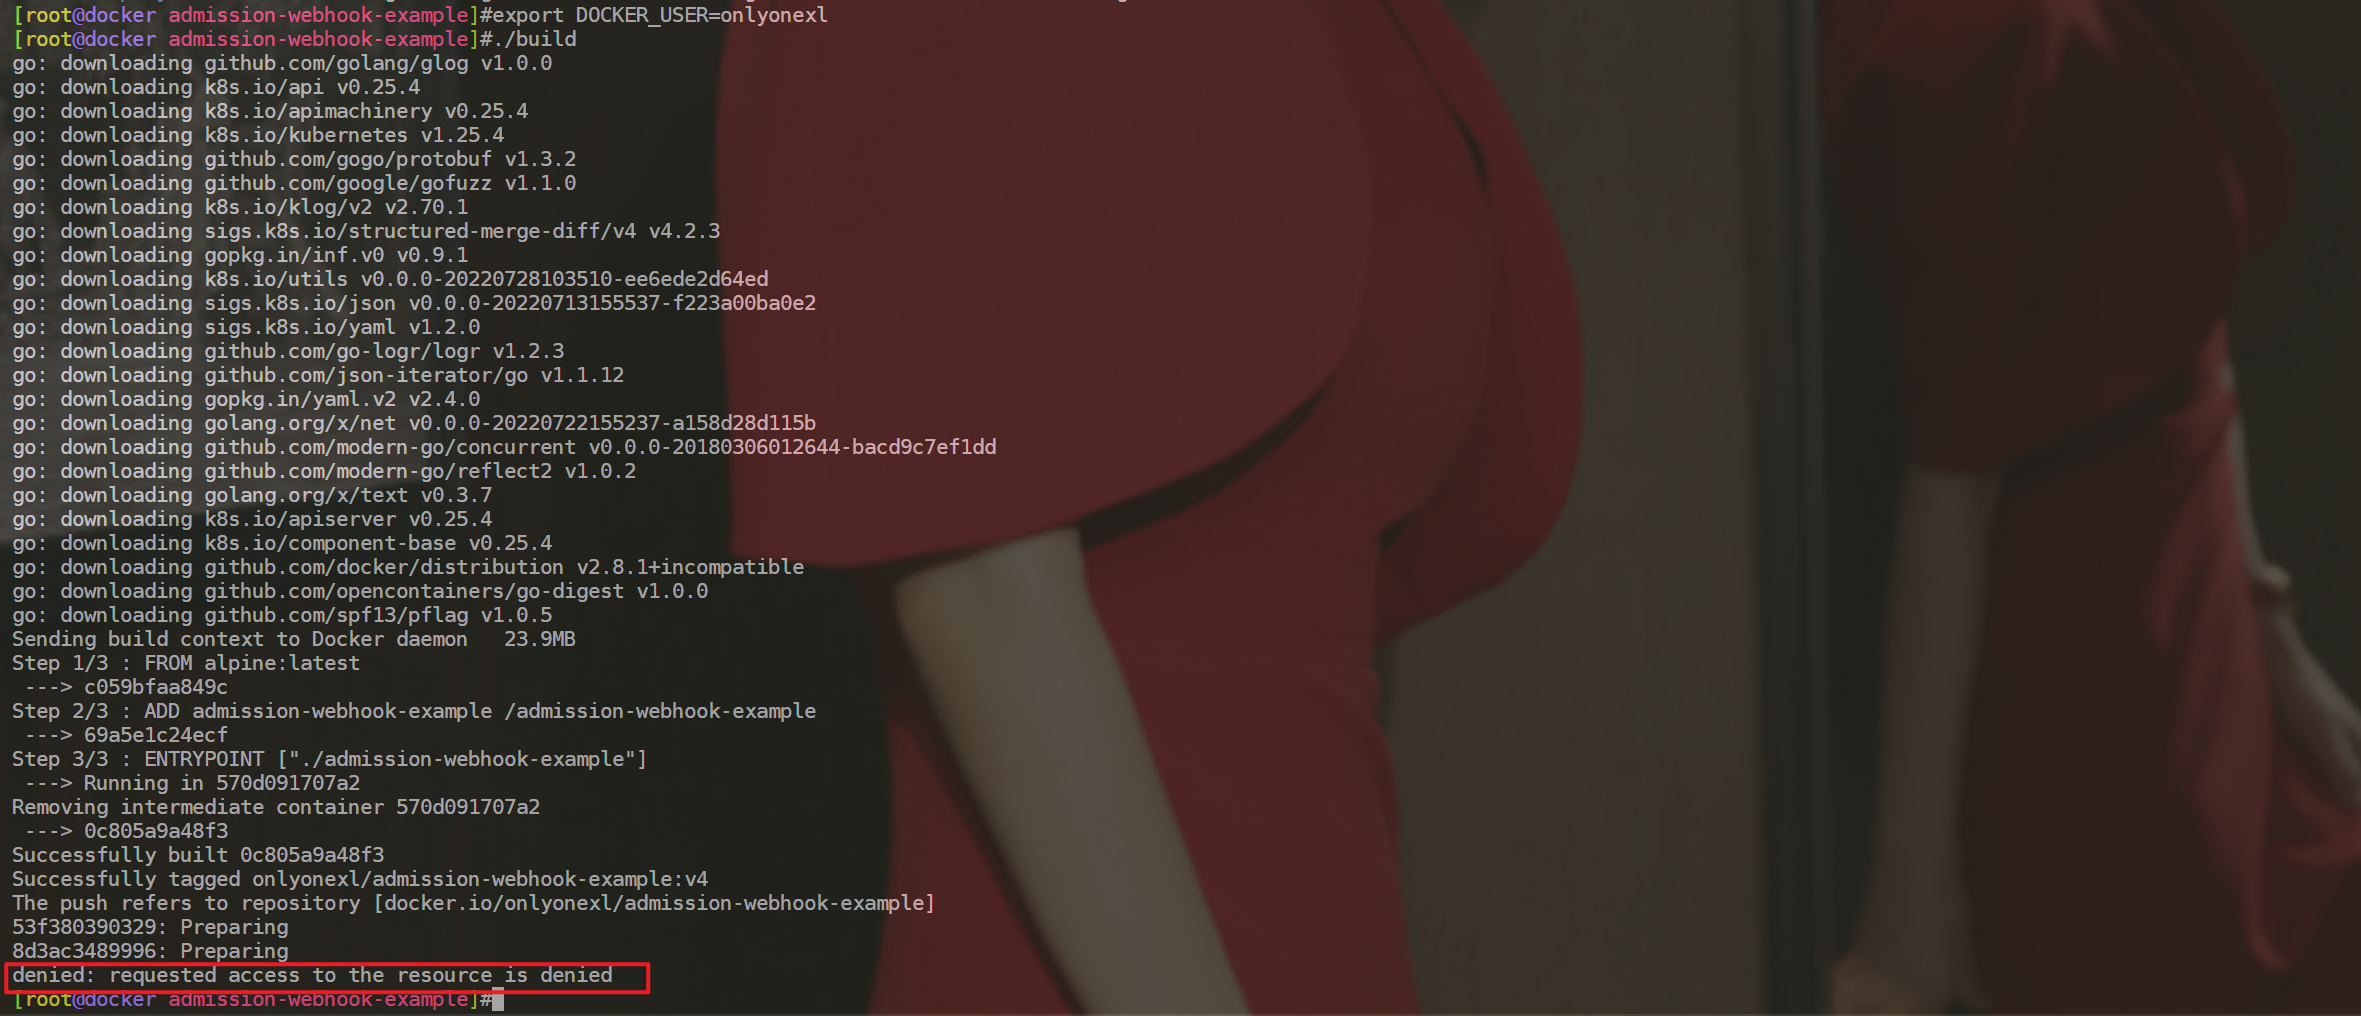 [root@docker admission-webhook-example]#export DOCKER_USER=onlyonexl
[root@docker admission-webhook-example]#./build
go: downloading github.com/golang/glog v1.0.0
go: downloading k8s.io/api v0.25.4
go: downloading k8s.io/apimachinery v0.25.4
go: downloading k8s.io/kubernetes v1.25.4
go: downloading github.com/gogo/protobuf v1.3.2
go: downloading github.com/google/gofuzz v1.1.0
go: downloading k8s.io/klog/v2 v2.70.1
go: downloading sigs.k8s.io/structured-merge-diff/v4 v4.2.3
go: downloading gopkg.in/inf.v0 v0.9.1
go: downloading k8s.io/utils v0.0.0-20220728103510-ee6ede2d64ed
go: downloading sigs.k8s.io/json v0.0.0-20220713155537-f223a00ba0e2
go: downloading sigs.k8s.io/yaml v1.2.0
go: downloading github.com/go-logr/logr v1.2.3
go: downloading github.com/json-iterator/go v1.1.12
go: downloading gopkg.in/yaml.v2 v2.4.0
go: downloading golang.org/x/net v0.0.0-20220722155237-a158d28d115b
go: downloading github.com/modern-go/concurrent v0.0.0-20180306012644-bacd9c7ef1dd
go: downloading github.com/modern-go/reflect2 v1.0.2
go: downloading golang.org/x/text v0.3.7
go: downloading k8s.io/apiserver v0.25.4
go: downloading k8s.io/component-base v0.25.4
go: downloading github.com/docker/distribution v2.8.1+incompatible
go: downloading github.com/opencontainers/go-digest v1.0.0
go: downloading github.com/spf13/pflag v1.0.5
Sending build context to Docker daemon   23.9MB
Step 1/3 : FROM alpine:latest
 ---> c059bfaa849c
Step 2/3 : ADD admission-webhook-example /admission-webhook-example
 ---> 69a5e1c24ecf
Step 3/3 : ENTRYPOINT ["./admission-webhook-example"]
 ---> Running in 570d091707a2
Removing intermediate container 570d091707a2
 ---> 0c805a9a48f3
Successfully built 0c805a9a48f3
Successfully tagged onlyonexl/admission-webhook-example:v4
The push refers to repository [docker.io/onlyonexl/admission-webhook-example]
53f380390329: Preparing
8d3ac3489996: Preparing
denied: requested access to the resource is denied
[root@docker admission-webhook-example]#